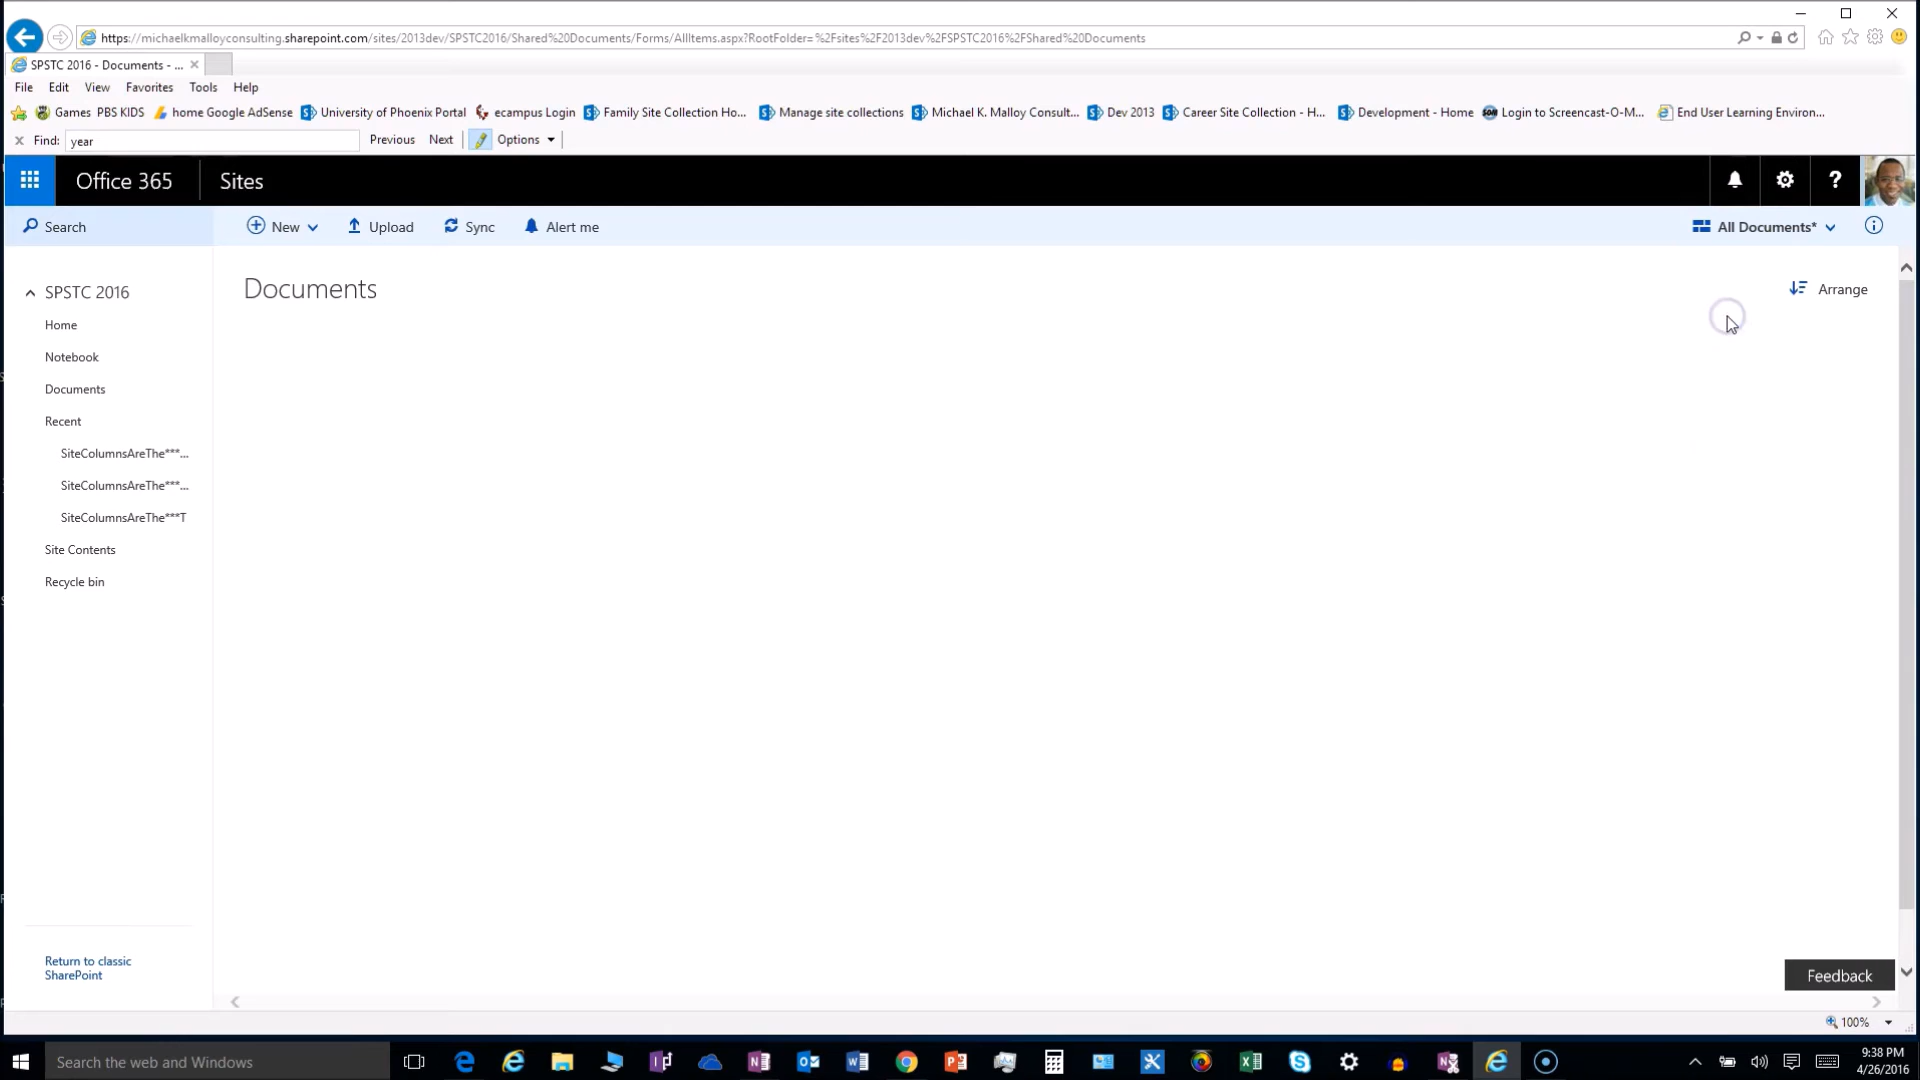 https://michaelkmalloyconsulting.sharepoint.com/sites/2013dev/SPSTC2016/Shared%20Documents/Forms/AllItems.aspx?RootFolder=%2Fsites%2F2013dev%2FSPSTC2016%2FShared%20Documents
SPSTC 2016 - Documents - ...
File Edit View Favorites Tools Help
Games PBS KIDS home Google AdSense University of Phoenix Portal ecampus Login Family Site Collection Ho... Manage site collections Michael K. Malloy Consult... Dev 2013 Career Site Collection - H... Development - Home Login to Screencast-O-M... End User Learning Environ...
Find: year Previous Next Options
Office 365 Sites ?
Search New Upload Sync Alert me All Documents*
Documents
Arrange
SPSTC 2016
Home
Notebook
Documents
Recent
SiteColumnsAreThe***...
SiteColumnsAreThe***...
SiteColumnsAreThe***T
Site Contents
Recycle bin
Return to classic
SharePoint
Feedback
100%
Search the web and Windows
9:38 PM
4/26/2016